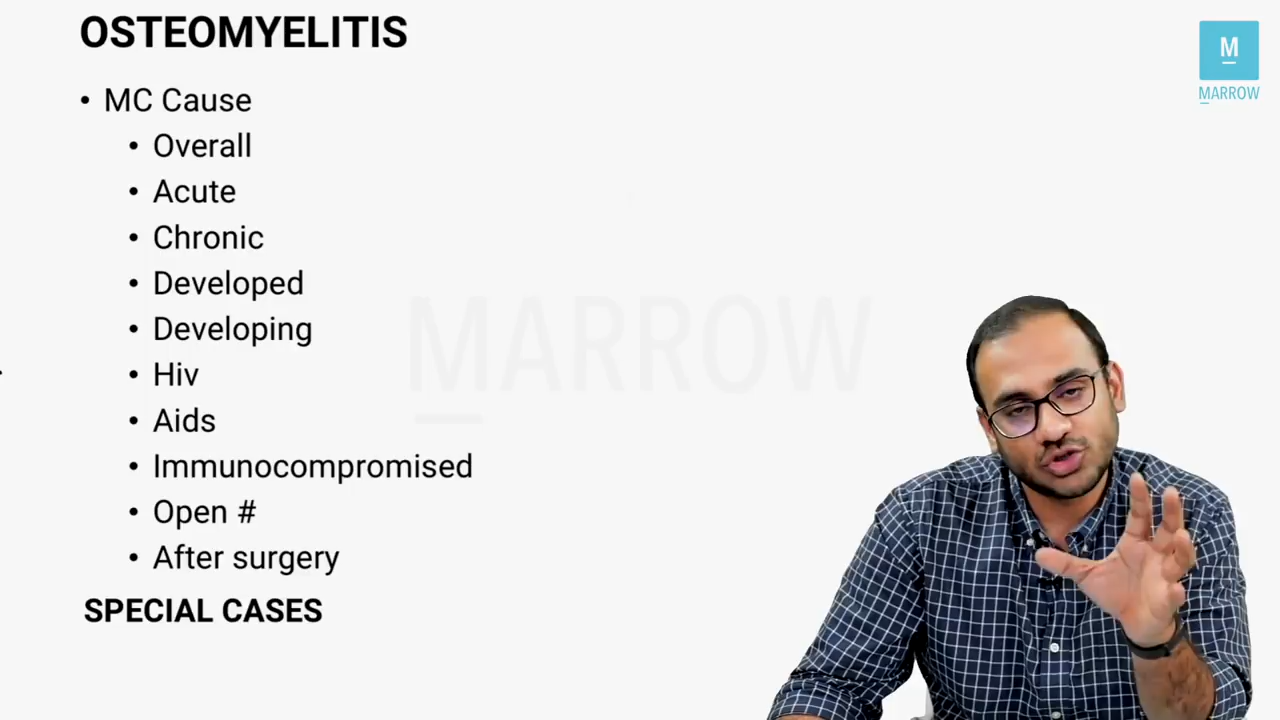 OSTEOMYELITIS
M
MARROW
• MC Cause
• Overall
• Acute
• Chronic
• Developed
• Developing
• Hiv
• Aids
• Immunocompromised
• Open #
• After surgery
SPECIAL CASES
MARROW